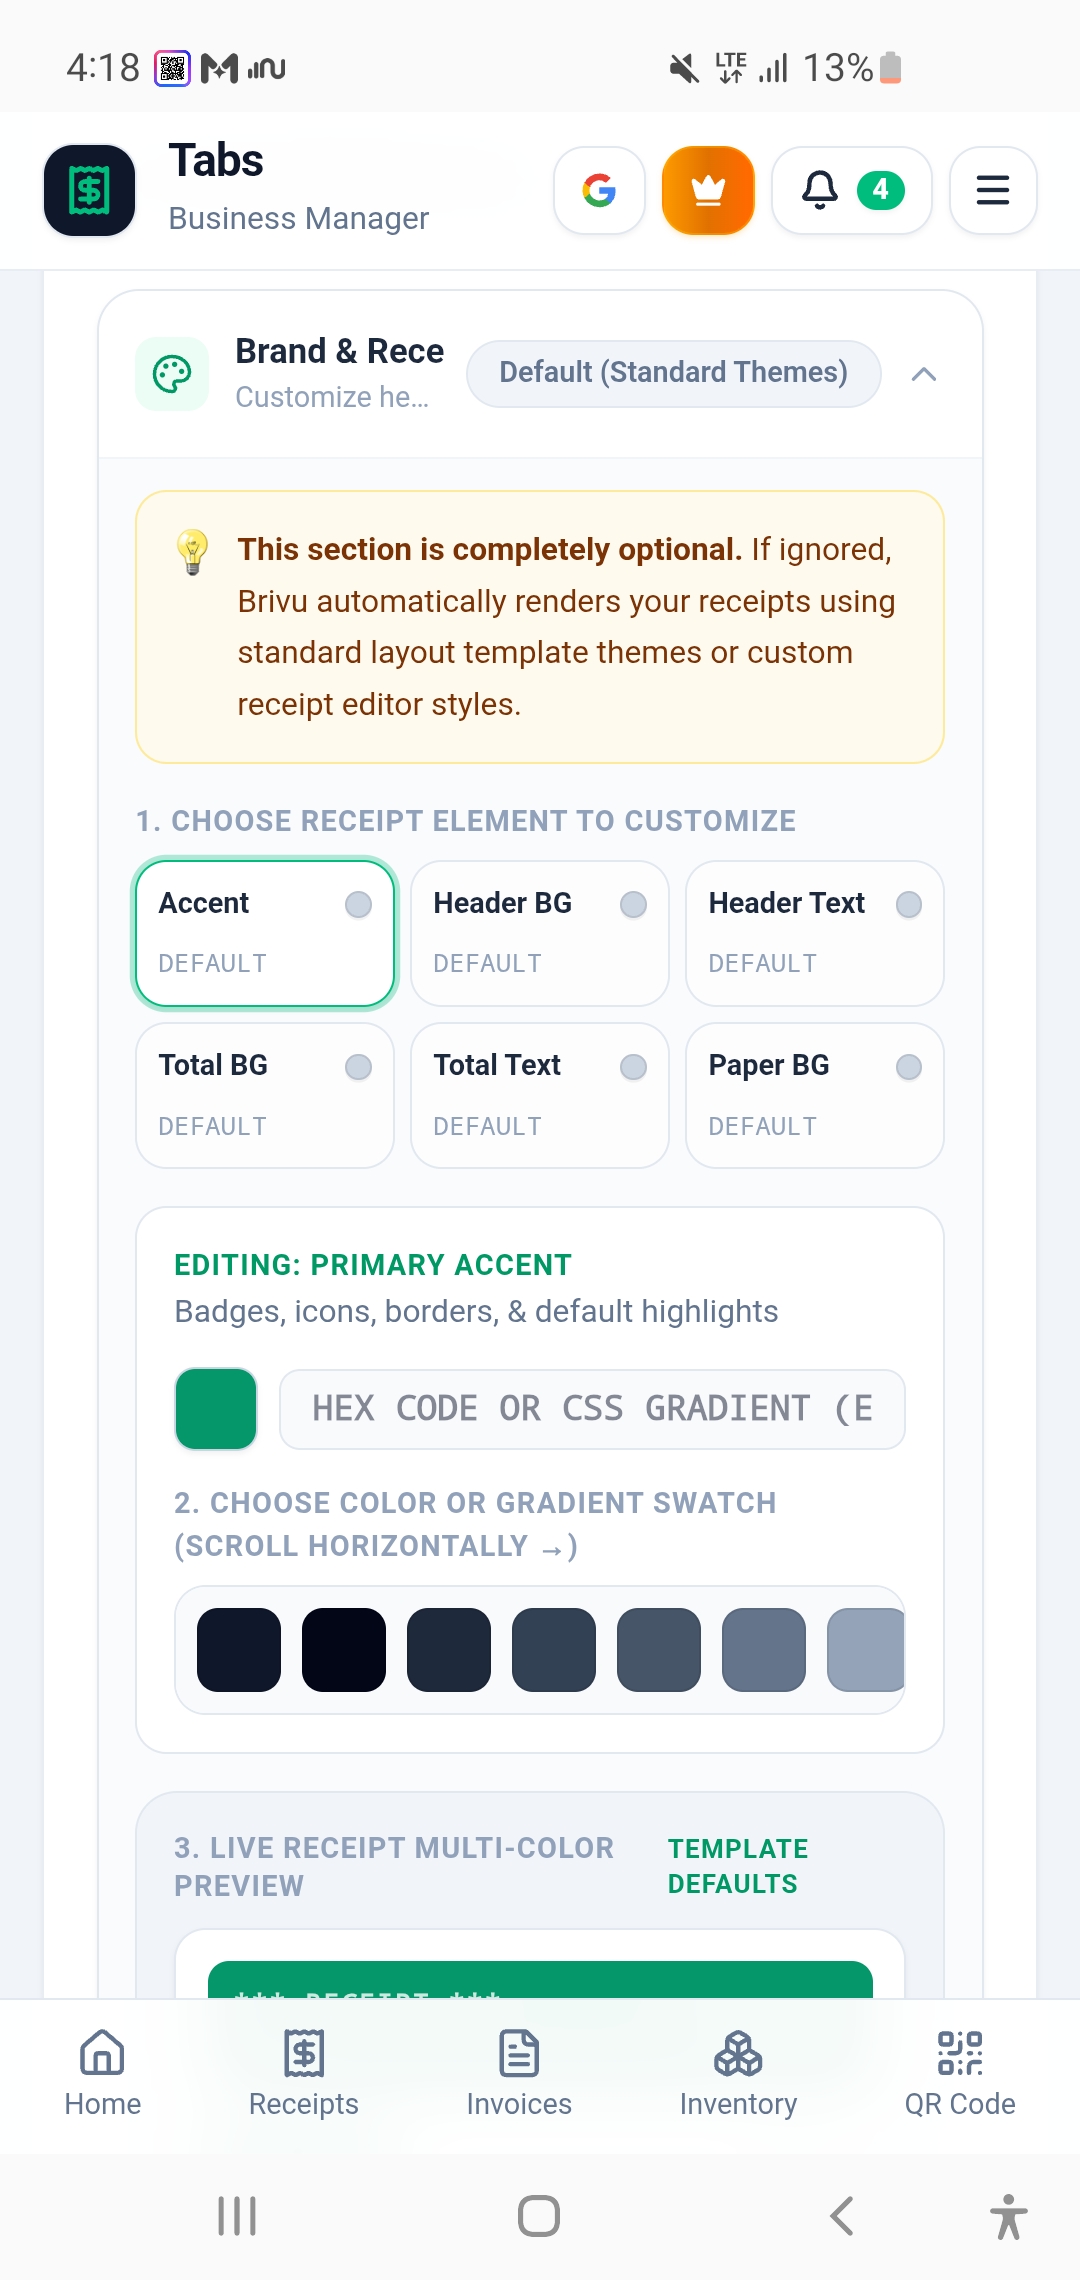 4:18
LTE
13%
Tabs
Business Manager
4
Brand & Rece
Customize he...
Default (Standard Themes)
This section is completely optional. If ignored,
Brivu automatically renders your receipts using
standard layout template themes or custom
receipt editor styles.
1. CHOOSE RECEIPT ELEMENT TO CUSTOMIZE
Accent
DEFAULT
Header BG
DEFAULT
Header Text
DEFAULT
Total BG
DEFAULT
Total Text
DEFAULT
Paper BG
DEFAULT
EDITING: PRIMARY ACCENT
Badges, icons, borders, & default highlights
HEX CODE OR CSS GRADIENT (E
2. CHOOSE COLOR OR GRADIENT SWATCH
(SCROLL HORIZONTALLY →)
3. LIVE RECEIPT MULTI-COLOR
PREVIEW
TEMPLATE
DEFAULTS
*** RECEIPT ***
Home
Receipts
Invoices
Inventory
QR Code